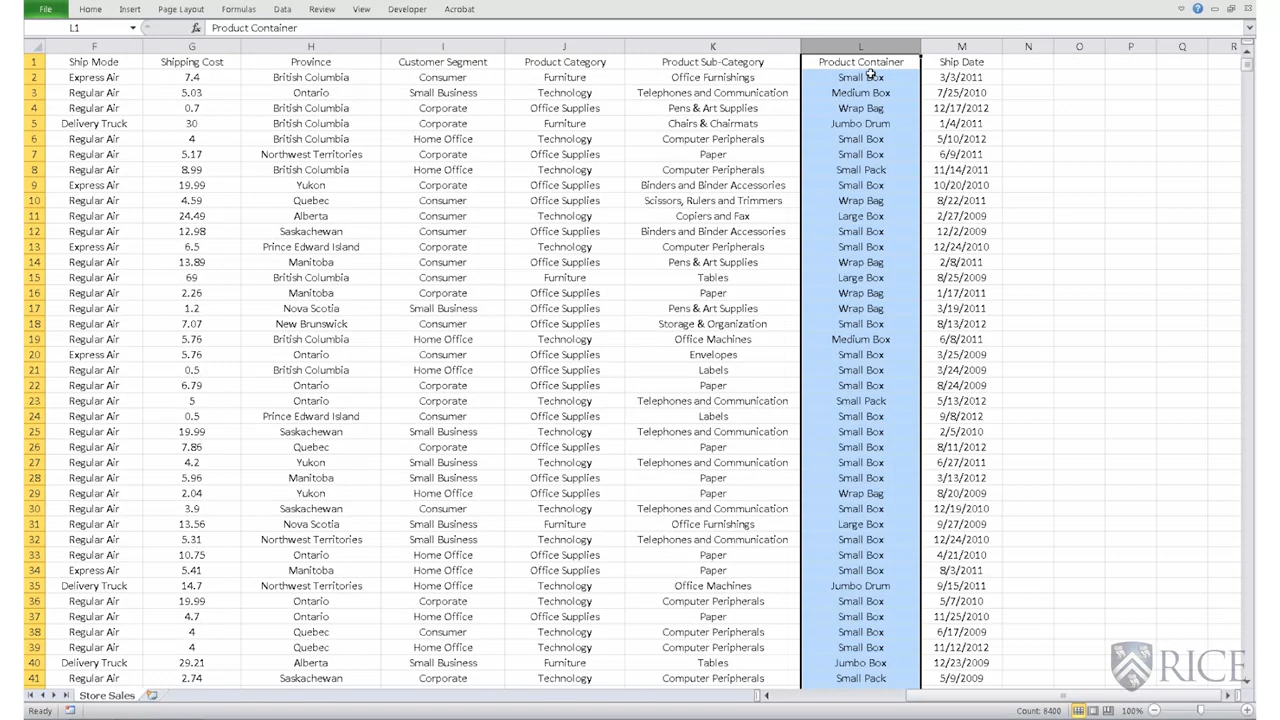 File Home Insert Page Layout Formulas Data Review View Developer Acrobat
L1 fx Product Container
F G H I J K L M N O P Q R
1 Ship Mode Shipping Cost Province Customer Segment Product Category Product Sub-Category Product Container Ship Date
2 Express Air 7.4 British Columbia Consumer Furniture Office Furnishings Small Box 3/3/2011
3 Regular Air 5.03 Ontario Small Business Technology Telephones and Communication Medium Box 7/25/2010
4 Regular Air 0.7 British Columbia Corporate Office Supplies Pens & Art Supplies Wrap Bag 12/17/2012
5 Delivery Truck 30 British Columbia Corporate Furniture Chairs & Chairmats Jumbo Drum 1/4/2011
6 Regular Air 4 British Columbia Home Office Technology Computer Peripherals Small Box 5/10/2012
7 Regular Air 5.17 Northwest Territories Corporate Office Supplies Paper Small Box 6/9/2011
8 Regular Air 8.99 British Columbia Home Office Technology Computer Peripherals Small Pack 11/14/2011
9 Express Air 19.99 Yukon Corporate Office Supplies Binders and Binder Accessories Small Box 10/20/2010
10 Regular Air 4.59 Quebec Consumer Office Supplies Scissors, Rulers and Trimmers Wrap Bag 8/22/2011
11 Regular Air 24.49 Alberta Consumer Technology Copiers and Fax Large Box 2/27/2009
12 Regular Air 12.98 Saskachewan Consumer Office Supplies Binders and Binder Accessories Small Box 12/2/2009
13 Express Air 6.5 Prince Edward Island Corporate Technology Computer Peripherals Small Box 12/24/2010
14 Regular Air 13.89 Manitoba Consumer Office Supplies Pens & Art Supplies Wrap Bag 2/8/2011
15 Regular Air 69 British Columbia Home Office Furniture Tables Large Box 8/25/2009
16 Regular Air 2.26 Manitoba Corporate Office Supplies Paper Wrap Bag 1/17/2011
17 Regular Air 1.2 Nova Scotia Small Business Office Supplies Pens & Art Supplies Wrap Bag 3/19/2011
18 Regular Air 7.07 New Brunswick Consumer Office Supplies Storage & Organization Small Box 8/13/2012
19 Regular Air 5.76 British Columbia Home Office Technology Office Machines Medium Box 6/8/2011
20 Express Air 5.76 Ontario Consumer Office Supplies Envelopes Small Box 3/25/2009
21 Regular Air 0.5 British Columbia Home Office Office Supplies Labels Small Box 3/24/2009
22 Regular Air 6.79 Ontario Corporate Office Supplies Paper Small Box 8/24/2009
23 Regular Air 5 Ontario Corporate Technology Telephones and Communication Small Pack 5/13/2012
24 Regular Air 0.5 Prince Edward Island Consumer Office Supplies Labels Small Box 9/8/2012
25 Regular Air 19.99 Saskachewan Small Business Technology Telephones and Communication Small Box 2/5/2010
26 Regular Air 7.86 Quebec Corporate Office Supplies Paper Small Box 8/11/2012
27 Regular Air 4.2 Yukon Small Business Technology Telephones and Communication Small Box 6/27/2011
28 Regular Air 5.96 Manitoba Small Business Office Supplies Paper Small Box 3/13/2012
29 Regular Air 2.04 Yukon Home Office Office Supplies Paper Wrap Bag 8/20/2009
30 Regular Air 3.9 Saskachewan Consumer Technology Telephones and Communication Small Box 12/19/2010
31 Regular Air 13.56 Nova Scotia Small Business Furniture Office Furnishings Large Box 9/27/2009
32 Regular Air 5.31 Northwest Territories Small Business Technology Telephones and Communication Small Box 12/24/2010
33 Regular Air 10.75 Ontario Home Office Office Supplies Paper Small Box 4/21/2010
34 Express Air 5.41 Manitoba Home Office Office Supplies Paper Small Box 8/3/2011
35 Delivery Truck 14.7 Northwest Territories Home Office Technology Office Machines Jumbo Drum 9/15/2011
36 Regular Air 19.99 Ontario Corporate Technology Computer Peripherals Small Box 5/7/2010
37 Regular Air 4.7 Ontario Home Office Office Supplies Paper Small Box 11/25/2010
38 Regular Air 4 Quebec Consumer Technology Computer Peripherals Small Box 6/17/2009
39 Regular Air 4 Quebec Home Office Technology Computer Peripherals Small Box 11/12/2012
40 Delivery Truck 29.21 Alberta Small Business Furniture Tables Jumbo Box 12/23/2009
41 Regular Air 2.74 Saskachewan Corporate Technology Computer Peripherals Small Pack 5/9/2009
RICE
Store Sales
Ready Count: 8400 100%